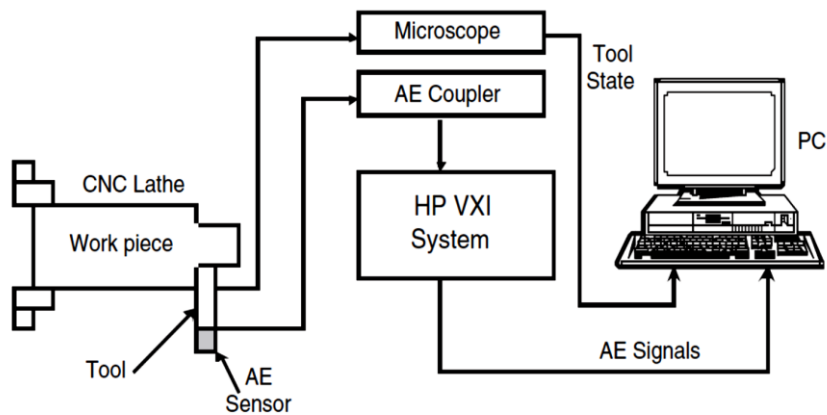 Microscope
Tool
State
AE Coupler
PC
CNC Lathe
HP VXI
System
Work piece
AE Signals
Tool
AE
Sensor